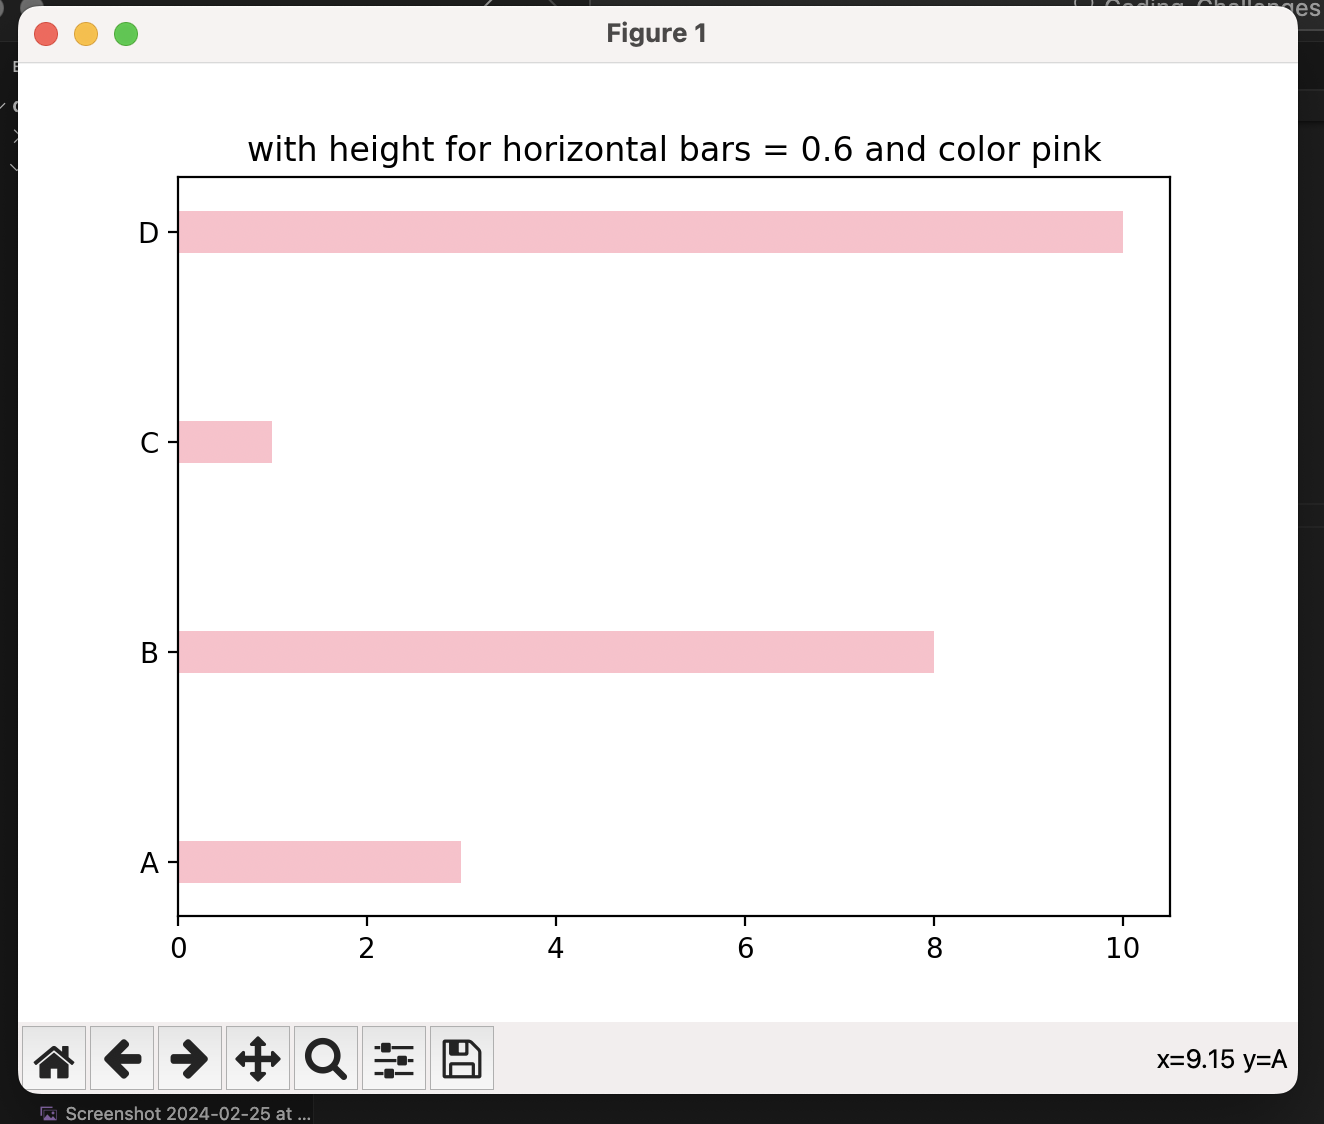 Coding_Challenges
Figure 1
with height for horizontal bars = 0.6 and color pink
D
C
B
A
0 2 4 6 8 10
x=9.15 y=A
Screenshot 2024-02-25 at ...